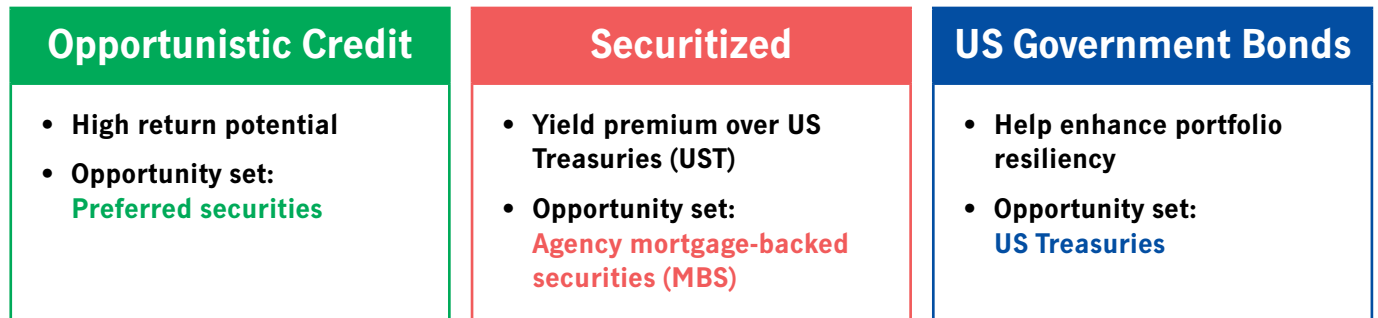 Opportunistic Credit
• High return potential
• Opportunity set:
Preferred securities
Securitized
• Yield premium over US
Treasuries (UST)
• Opportunity set:
Agency mortgage-backed
securities (MBS)
US Government Bonds
• Help enhance portfolio
resiliency
• Opportunity set:
US Treasuries